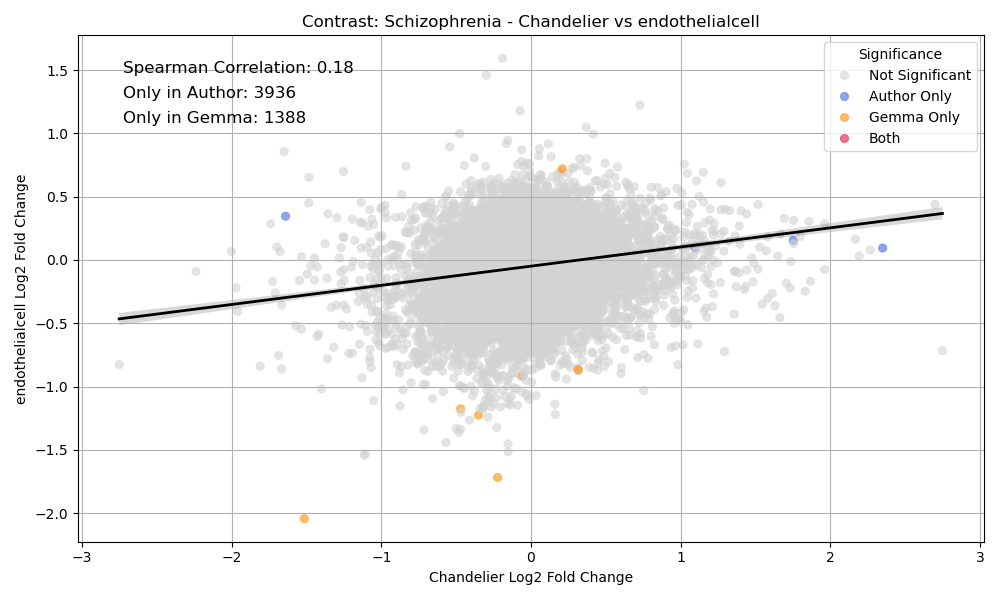 Contrast: Schizophrenia - Chandelier vs endothelialcell
Spearman Correlation: 0.18
Only in Author: 3936
Only in Gemma: 1388
Significance
Not Significant
Author Only
Gemma Only
Both
endothelialcell Log2 Fold Change
1.5
1.0
0.5
0.0
−0.5
−1.0
−1.5
−2.0
−3 −2 −1 0 1 2 3
Chandelier Log2 Fold Change